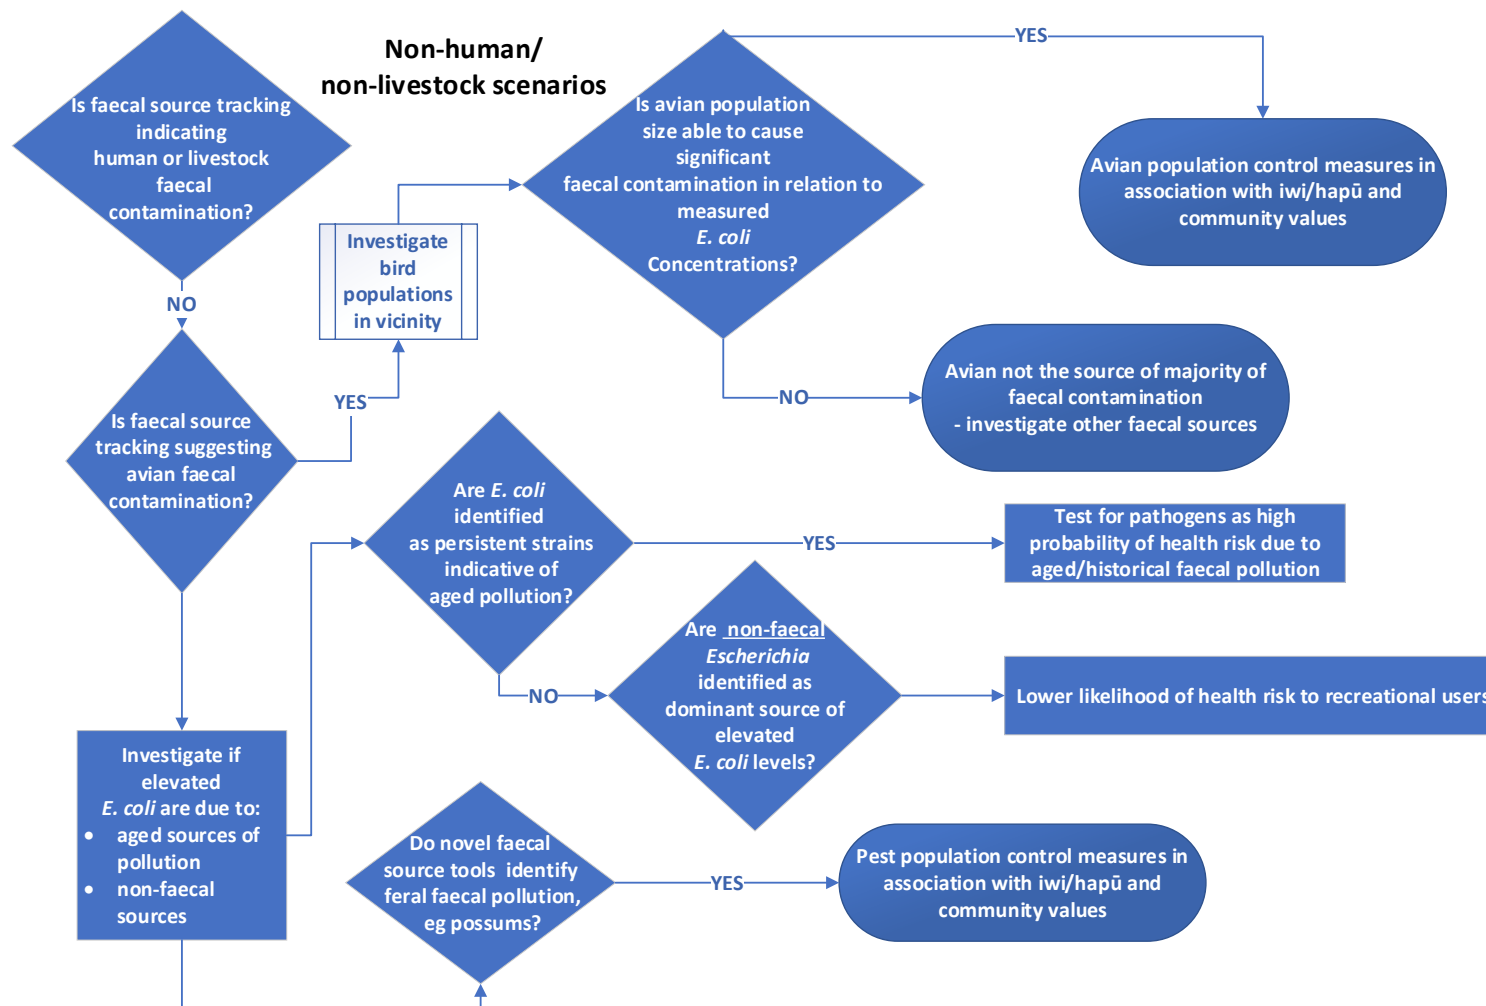 Non-human/
non-livestock scenarios
Is faecal source tracking
indicating
human or livestock
faecal
contamination?
NO
Is faecal source
tracking suggesting
avian faecal
contamination?
YES
Investigate
bird
populations
in vicinity
Is avian population
size able to cause
significant
faecal contamination in relation to
measured
E. coli
Concentrations?
YES
Avian population control measures in
association with iwi/hapū and
community values
NO
Avian not the source of majority of
faecal contamination
- investigate other faecal sources
Investigate if
elevated
E. coli are due to:
• aged sources of
pollution
• non-faecal
sources
Are E. coli
identified
as persistent strains
indicative of
aged pollution?
YES
Test for pathogens as high
probability of health risk due to
aged/historical faecal pollution
NO
Are non-faecal
Escherichia
identified as
dominant source of
elevated
E. coli levels?
Lower likelihood of health risk to recreational users
Do novel faecal
source tools identify
feral faecal pollution,
eg possums?
YES
Pest population control measures in
association with iwi/hapū and
community values